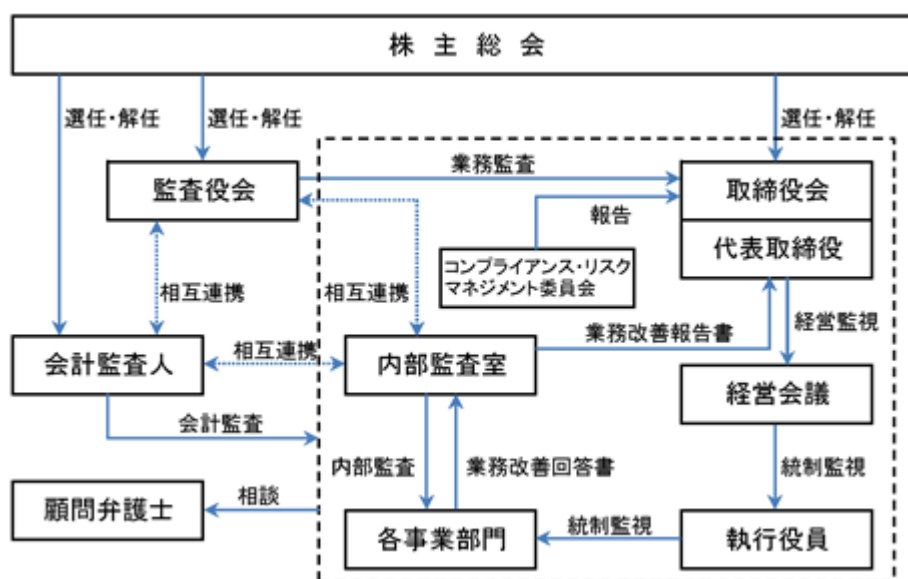 株主総会
選任・解任
選任・解任
選任・解任
監査役会
業務監査
取締役会
報告
代表取締役
コンプライアンス・リスク
マネジメント委員会
相互連携
相互連携
経営監視
業務改善報告書
会計監査人
相互連携
内部監査室
経営会議
会計監査
内部監査
業務改善回答書
統制監視
顧問弁護士
相談
各事業部門
統制監視
執行役員